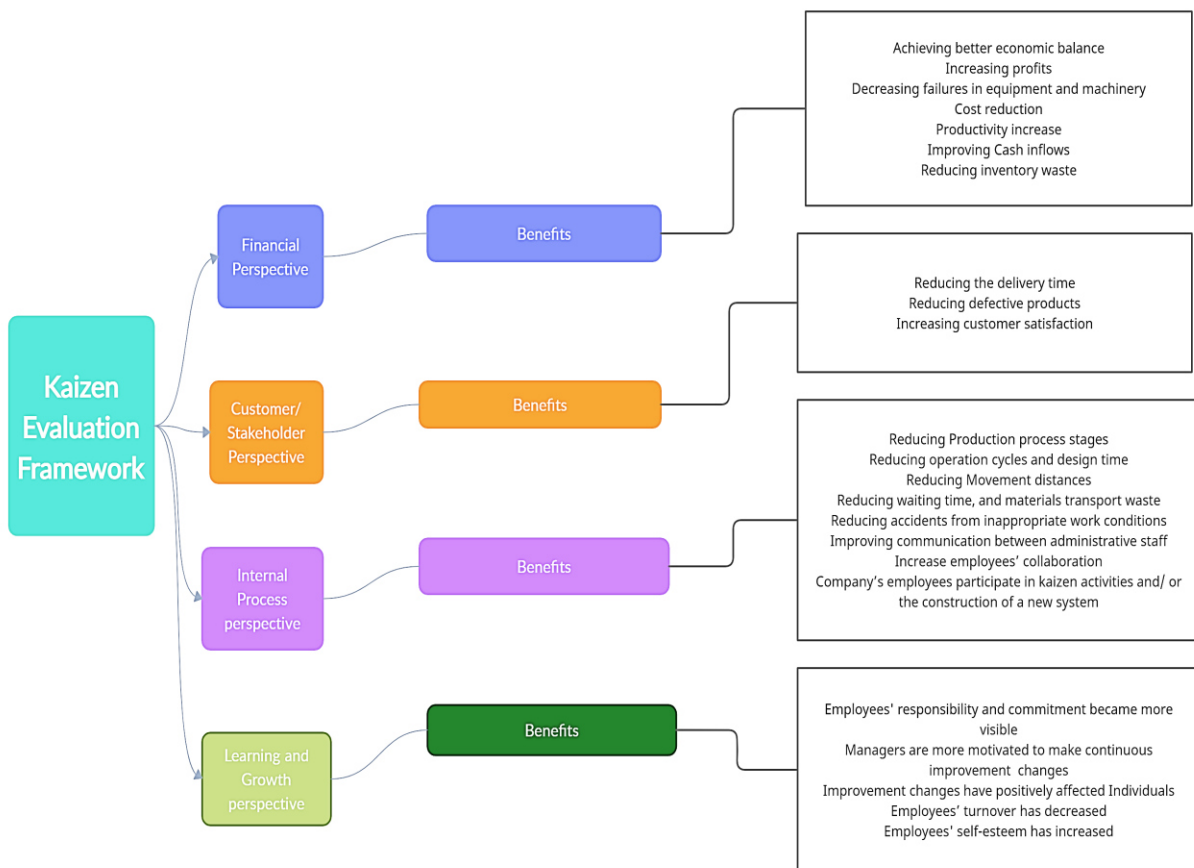 Kaizen
Evaluation
Framework
Financial
Perspective
Benefits
Achieving better economic balance
Increasing profits
Decreasing failures in equipment and machinery
Cost reduction
Productivity increase
Improving Cash inflows
Reducing inventory waste
Customer/
Stakeholder
Perspective
Benefits
Reducing the delivery time
Reducing defective products
Increasing customer satisfaction
Internal
Process
perspective
Benefits
Reducing Production process stages
Reducing operation cycles and design time
Reducing Movement distances
Reducing waiting time, and materials transport waste
Reducing accidents from inappropriate work conditions
Improving communication between administrative staff
Increase employees’ collaboration
Company’s employees participate in kaizen activities and/ or
the construction of a new system
Learning and
Growth
perspective
Benefits
Employees' responsibility and commitment became more
visible
Managers are more motivated to make continuous
improvement changes
Improvement changes have positively affected Individuals
Employees’ turnover has decreased
Employees' self-esteem has increased